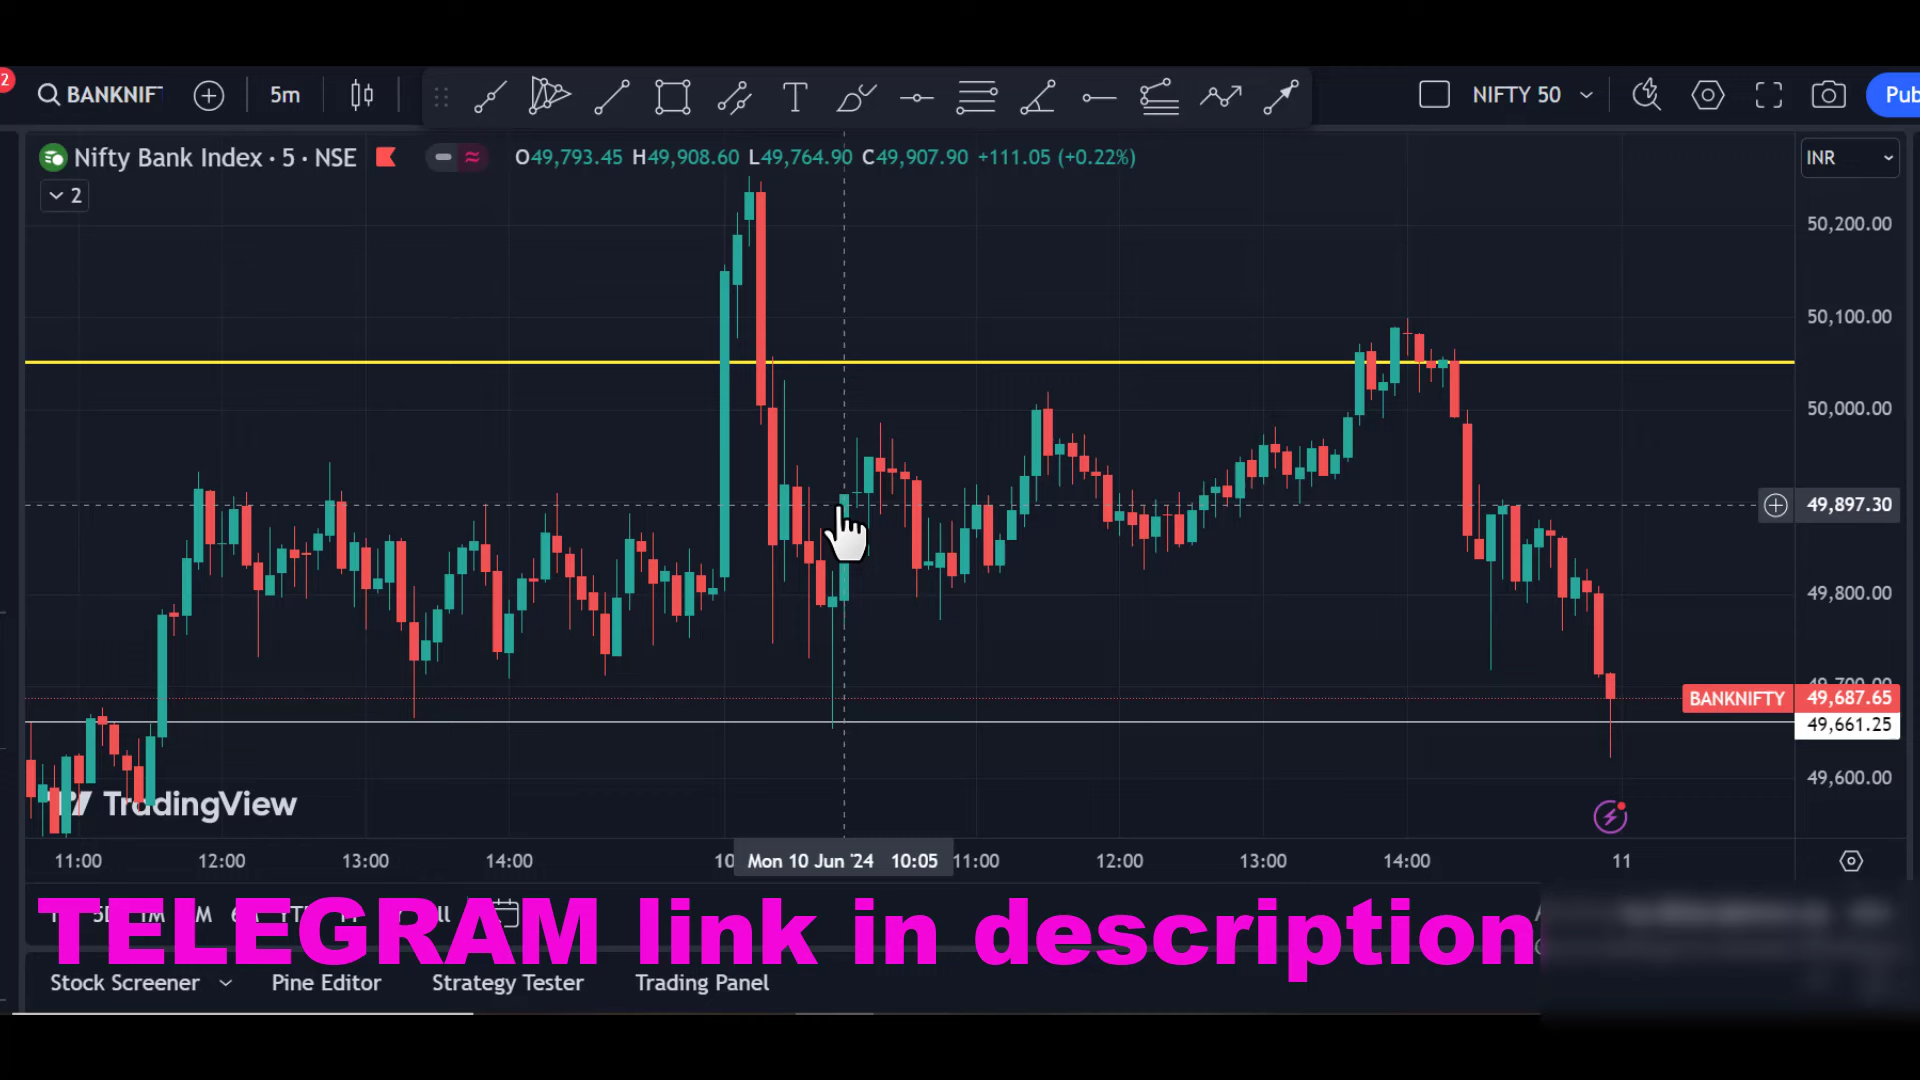 2
BANKNIF
5m
T
NIFTY 50
Pub
Nifty Bank Index · 5 · NSE
O49,793.45 H49,908.60 L49,764.90 C49,907.90 +111.05 (+0.22%)
INR
2
50,200.00
50,100.00
50,000.00
49,897.30
49,800.00
BANKNIFTY 49,687.65
49,661.25
49,600.00
TradingView
11:00 12:00 13:00 14:00 10 Mon 10 Jun '24 10:05 11:00 12:00 13:00 14:00 11
TELEGRAM link in description
Stock Screener Pine Editor Strategy Tester Trading Panel